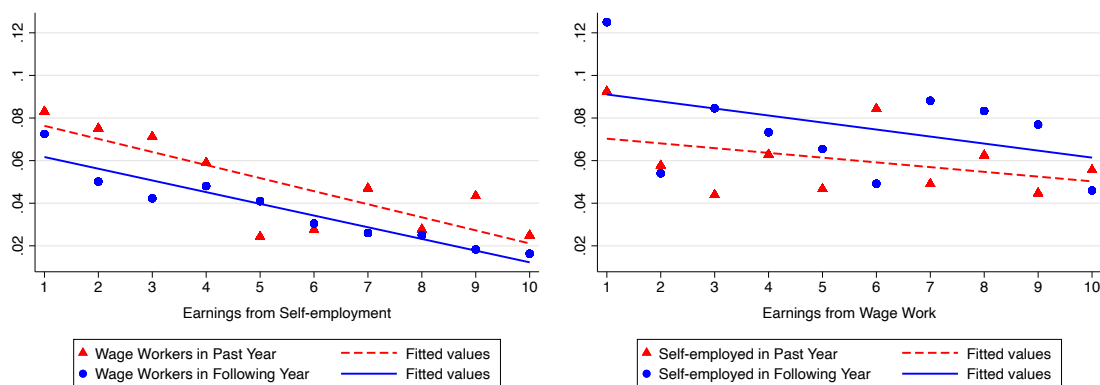 .12
.1
.08
.06
.04
.02
1 2 3 4 5 6 7 8 9 10
Earnings from Self-employment
Wage Workers in Past Year Fitted values
Wage Workers in Following Year Fitted values
.12
.1
.08
.06
.04
.02
1 2 3 4 5 6 7 8 9 10
Earnings from Wage Work
Self-employed in Past Year Fitted values
Self-employed in Following Year Fitted values